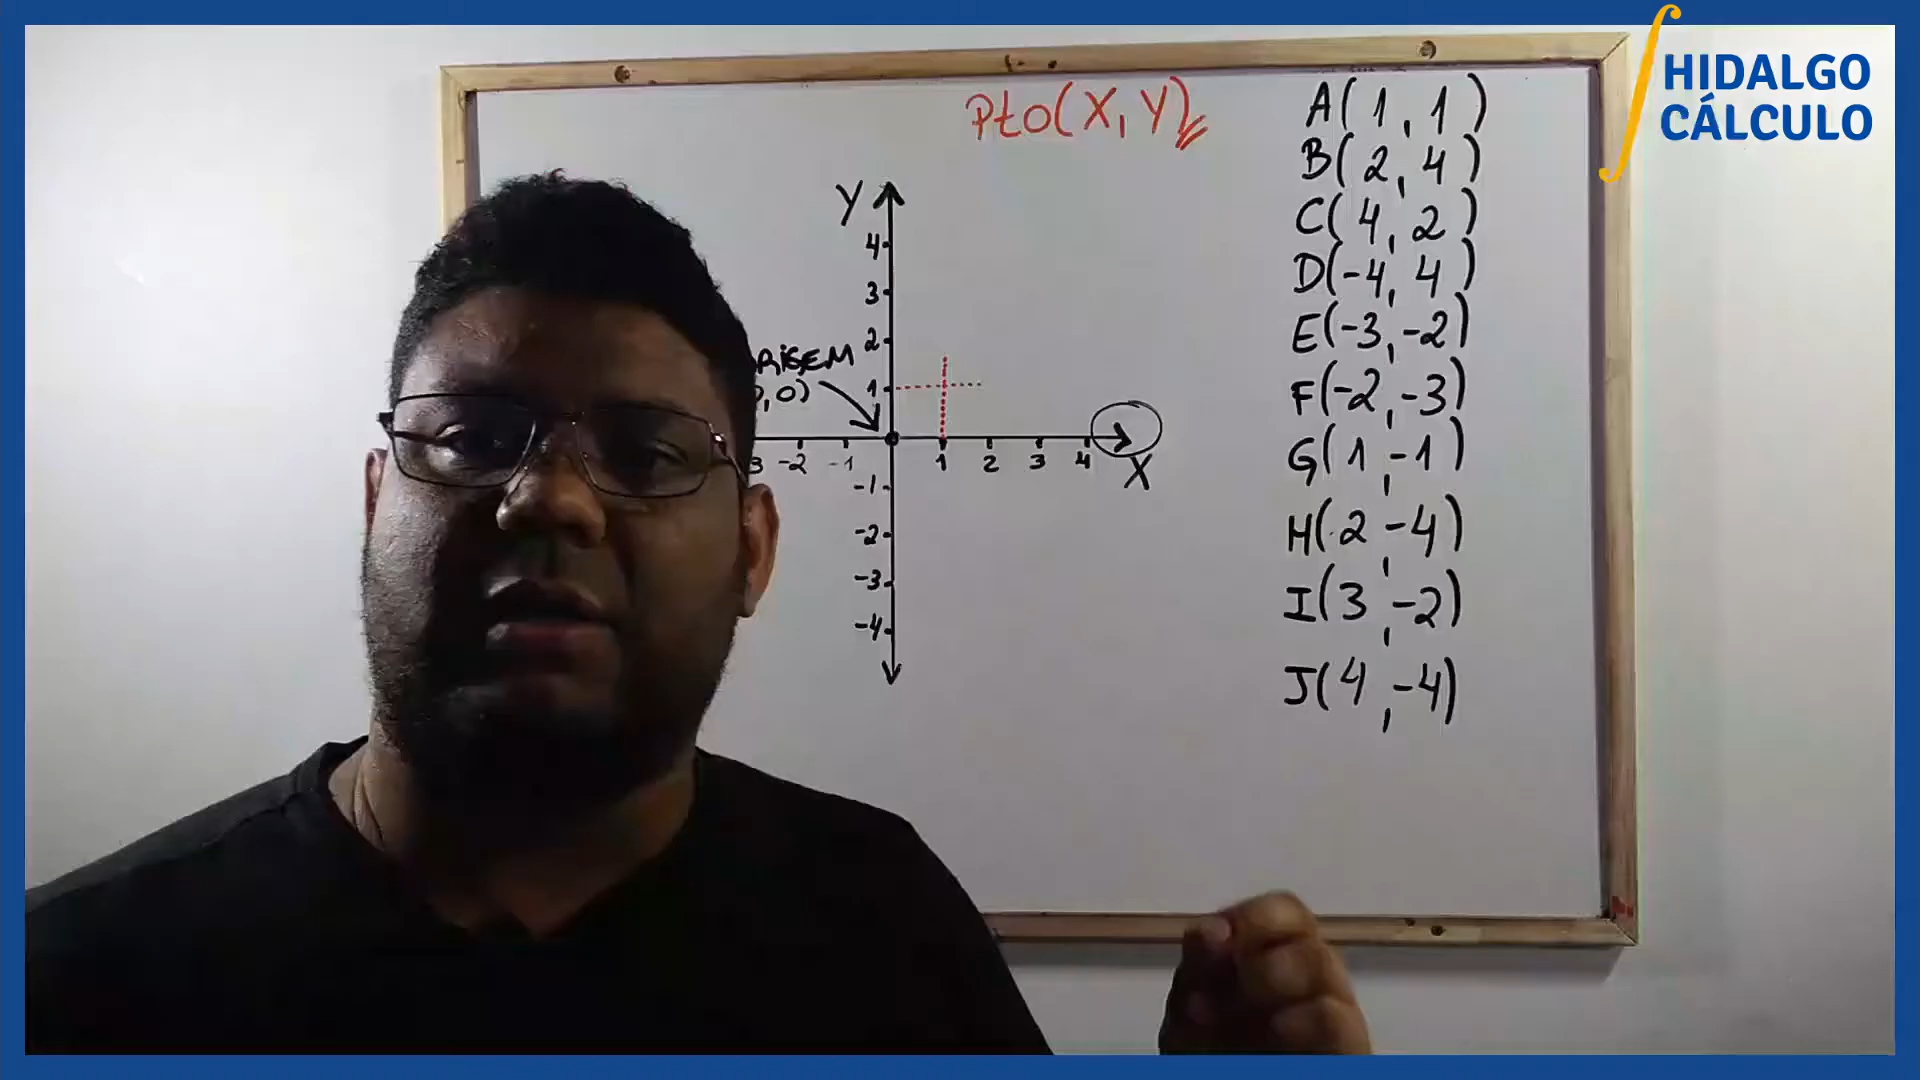 HIDALGO
CÁLCULO
Pto(X, Y)
A( 1 , 1 )
B( 2 , 4 )
C( 4 , 2 )
D(-4, 4 )
E(-3, -2)
F(-2, -3)
G( 1 , -1 )
H( 2 , -4)
I( 3 , -2)
J( 4 , -4)
Y
4
3
2
1
-2 -1 1 2 3 4
X
-1
-2
-3
-4